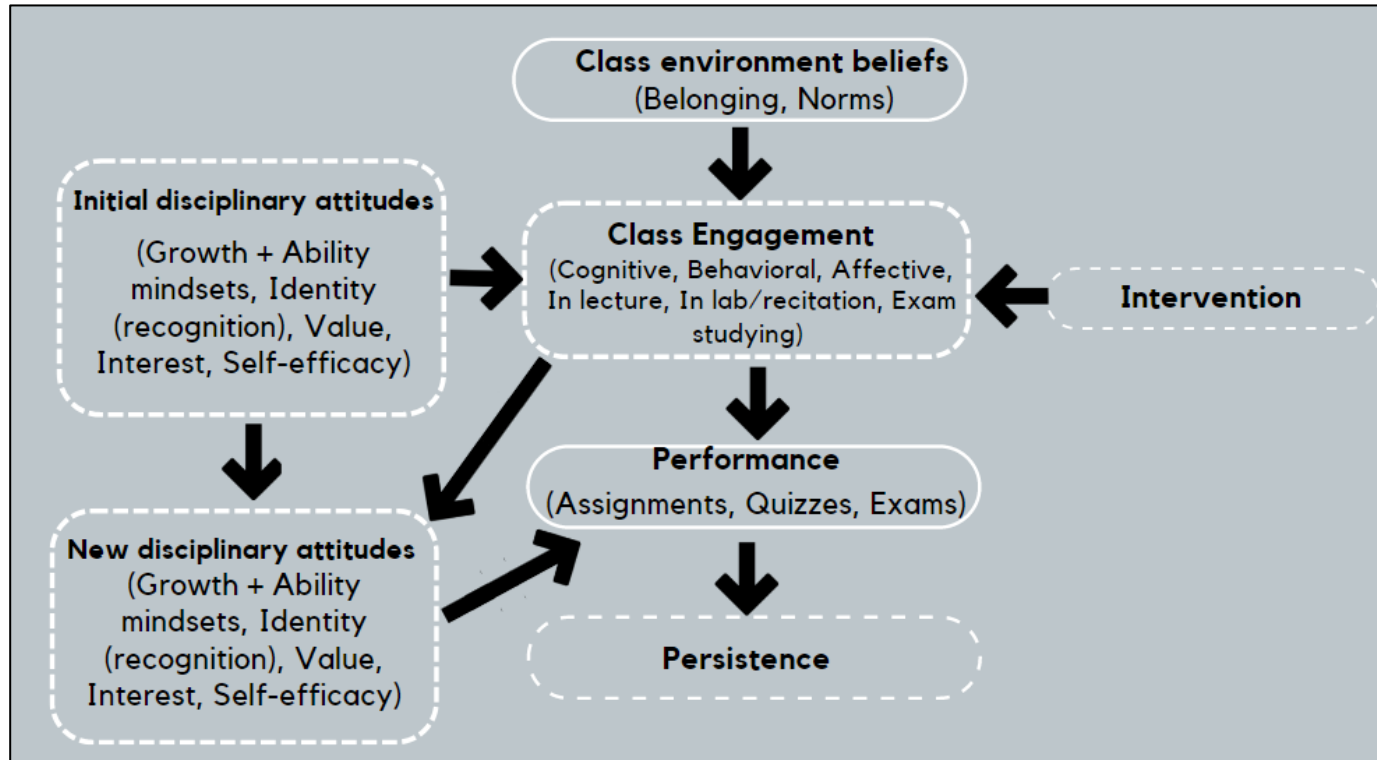 Class environment beliefs
(Belonging, Norms)
Initial disciplinary attitudes
(Growth + Ability
mindsets, Identity
(recognition), Value,
Interest, Self-efficacy)
Class Engagement
(Cognitive, Behavioral, Affective,
In lecture, In lab/recitation, Exam
studying)
Intervention
Performance
(Assignments, Quizzes, Exams)
New disciplinary attitudes
(Growth + Ability
mindsets, Identity
(recognition), Value,
Interest, Self-efficacy)
Persistence